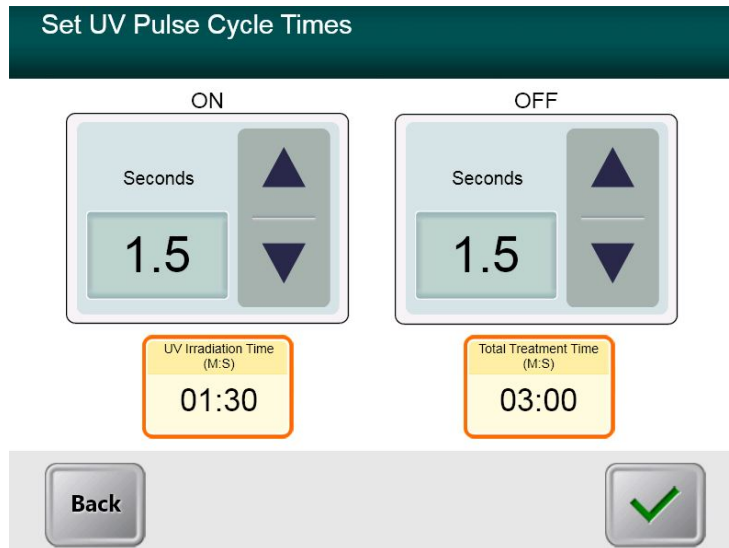 Set UV Pulse Cycle Times
ON
OFF
Seconds
1.5
Seconds
1.5
UV Irradiation Time
(M:S)
01:30
Total Treatment Time
(M:S)
03:00
Back